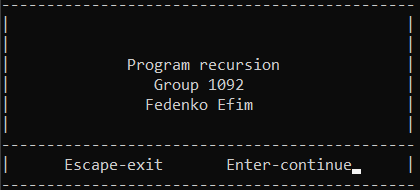 Program recursion
Group 1092
Fedenko Efim
Escape-exit Enter-continue